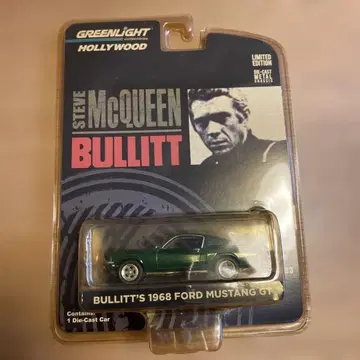 GREENLIGHT
HOLLYWOOD
LIMITED
EDITION
DIE-CAST
METAL
CHASSIS
STEVE
McQUEEN
BULLITT
BULLITT'S 1968 FORD MUSTANG GT
1 Die-Cast Car